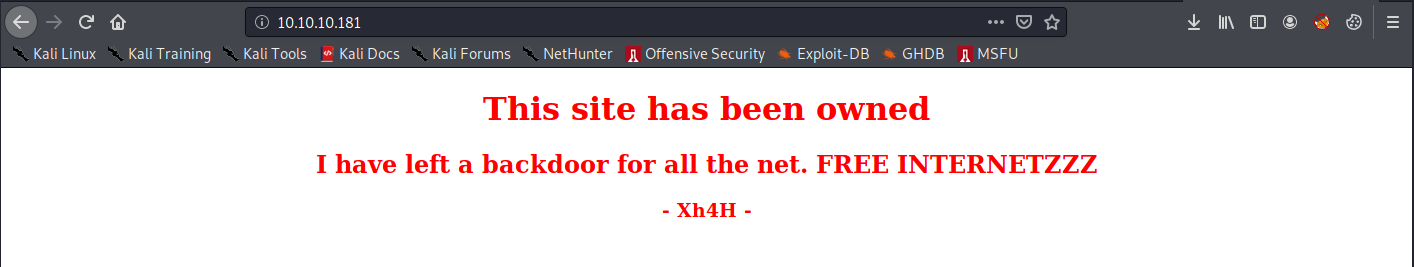 10.10.10.181
Kali Linux Kali Training Kali Tools Kali Docs Kali Forums NetHunter Offensive Security Exploit-DB GHDB MSFU
This site has been owned
I have left a backdoor for all the net. FREE INTERNETZZZ
- Xh4H -